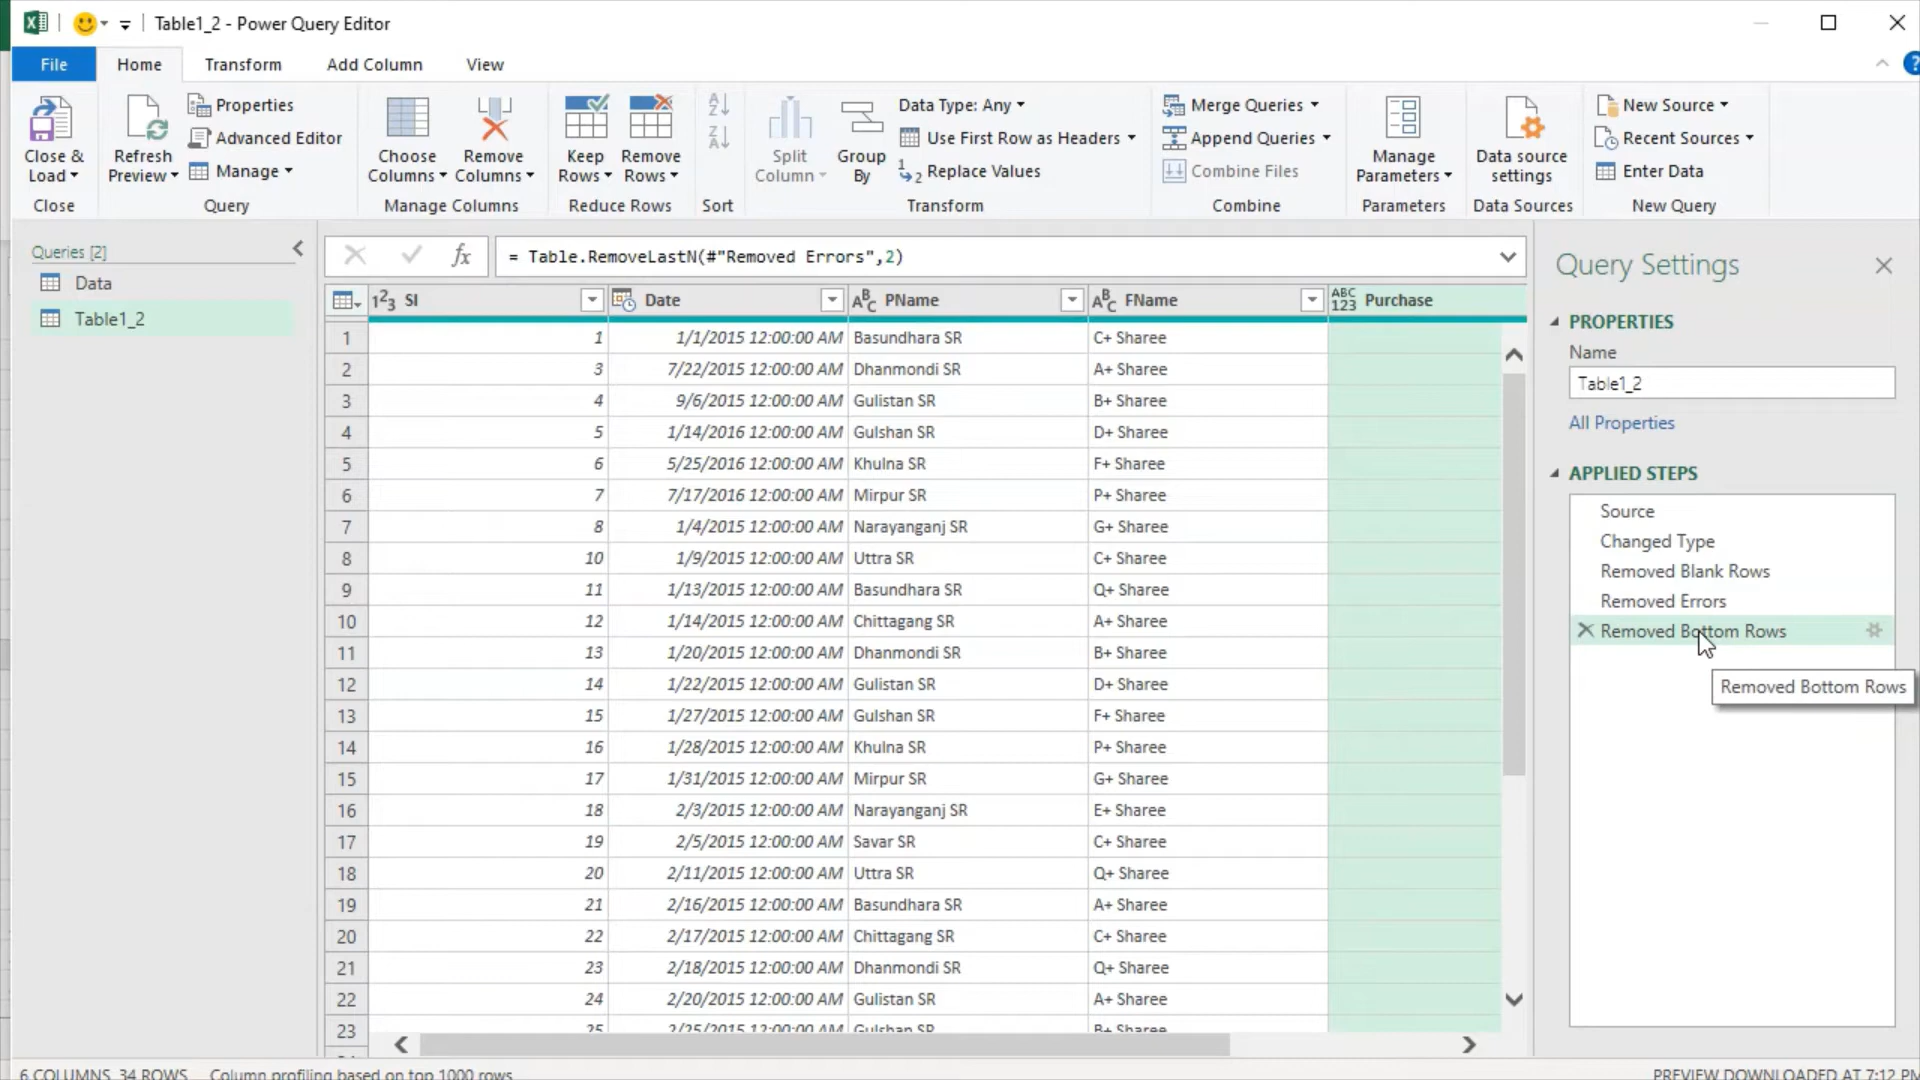 Table1_2 - Power Query Editor
File
Home
Transform
Add Column
View
Close & Load
Refresh Preview
Properties
Advanced Editor
Manage
Choose Columns
Remove Columns
Keep Rows
Remove Rows
Split Column
Group By
Data Type: Any
Use First Row as Headers
Replace Values
Merge Queries
Append Queries
Combine Files
Manage Parameters
Data source settings
New Source
Recent Sources
Enter Data
Close
Query
Manage Columns
Reduce Rows
Sort
Transform
Combine
Parameters
Data Sources
New Query
Queries [2]
Data
Table1_2
fx
= Table.RemoveLastN(#"Removed Errors",2)
SI Date PName FName Purchase
1 1 1/1/2015 12:00:00 AM Basundhara SR C+ Sharee
2 3 7/22/2015 12:00:00 AM Dhanmondi SR A+ Sharee
3 4 9/6/2015 12:00:00 AM Gulistan SR B+ Sharee
4 5 1/14/2016 12:00:00 AM Gulshan SR D+ Sharee
5 6 5/25/2016 12:00:00 AM Khulna SR F+ Sharee
6 7 7/17/2016 12:00:00 AM Mirpur SR P+ Sharee
7 8 1/4/2015 12:00:00 AM Narayanganj SR G+ Sharee
8 10 1/9/2015 12:00:00 AM Uttra SR C+ Sharee
9 11 1/13/2015 12:00:00 AM Basundhara SR Q+ Sharee
10 12 1/14/2015 12:00:00 AM Chittagang SR A+ Sharee
11 13 1/20/2015 12:00:00 AM Dhanmondi SR B+ Sharee
12 14 1/22/2015 12:00:00 AM Gulistan SR D+ Sharee
13 15 1/27/2015 12:00:00 AM Gulshan SR F+ Sharee
14 16 1/28/2015 12:00:00 AM Khulna SR P+ Sharee
15 17 1/31/2015 12:00:00 AM Mirpur SR G+ Sharee
16 18 2/3/2015 12:00:00 AM Narayanganj SR E+ Sharee
17 19 2/5/2015 12:00:00 AM Savar SR C+ Sharee
18 20 2/11/2015 12:00:00 AM Uttra SR Q+ Sharee
19 21 2/16/2015 12:00:00 AM Basundhara SR A+ Sharee
20 22 2/17/2015 12:00:00 AM Chittagang SR C+ Sharee
21 23 2/18/2015 12:00:00 AM Dhanmondi SR Q+ Sharee
22 24 2/20/2015 12:00:00 AM Gulistan SR A+ Sharee
23 25 2/25/2015 12:00:00 AM Gulshan SR B+ Sharee
Query Settings
PROPERTIES
Name
Table1_2
All Properties
APPLIED STEPS
Source
Changed Type
Removed Blank Rows
Removed Errors
Removed Bottom Rows
Removed Bottom Rows
6 COLUMNS, 34 ROWS Column profiling based on top 1000 rows
PREVIEW DOWNLOADED AT 7:12 PM